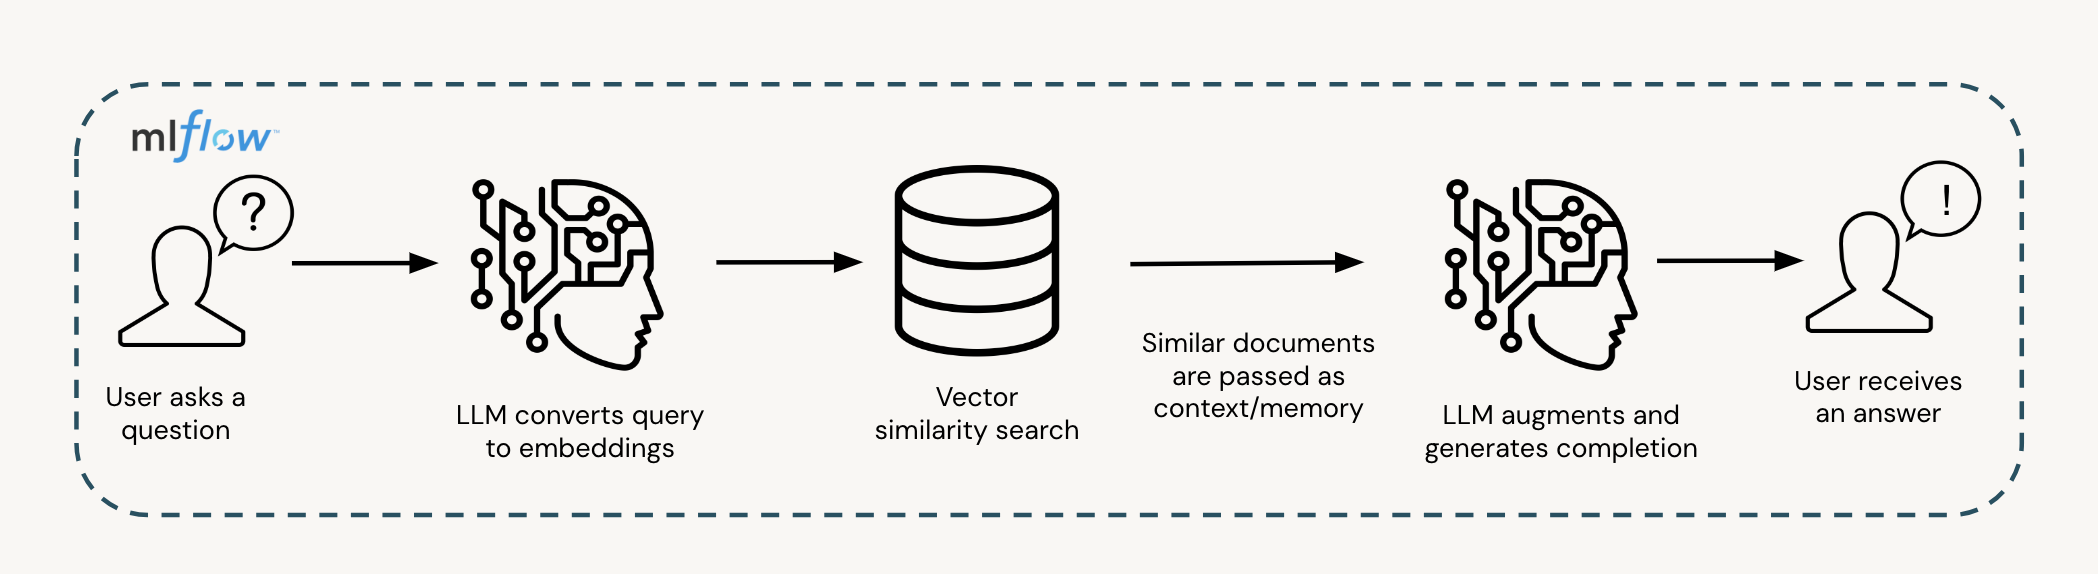 mlflow™
?
!
User asks a
question
LLM converts query
to embeddings
Vector
similarity search
Similar documents
are passed as
context/memory
LLM augments and
generates completion
User receives
an answer